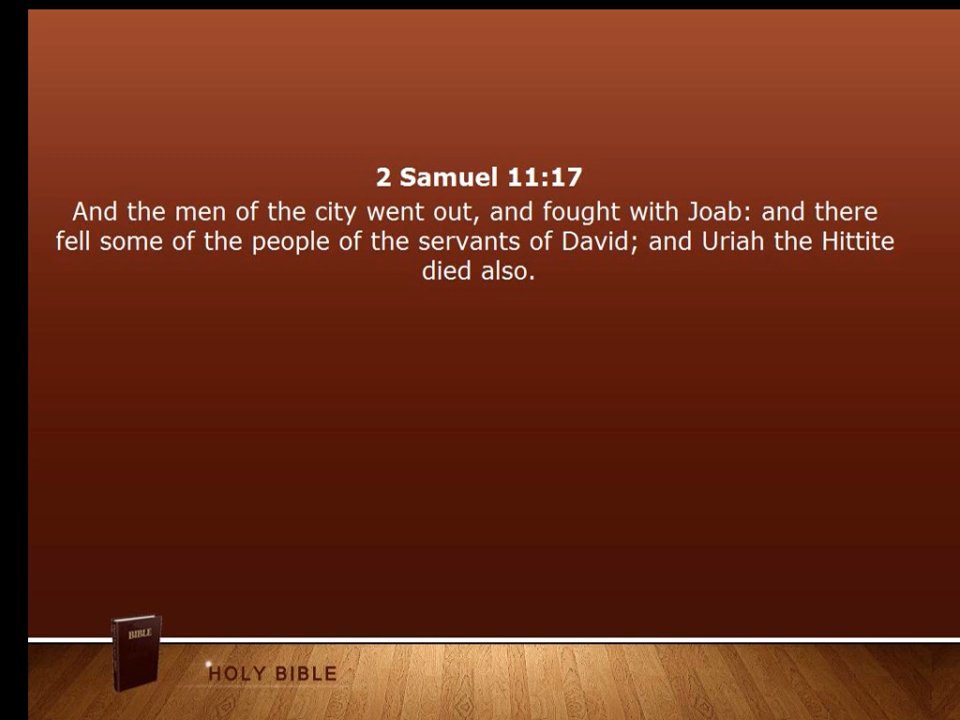 2 Samuel 11:17
And the men of the city went out, and fought with Joab: and there
fell some of the people of the servants of David; and Uriah the Hittite
died also.
BIBLE
HOLY BIBLE